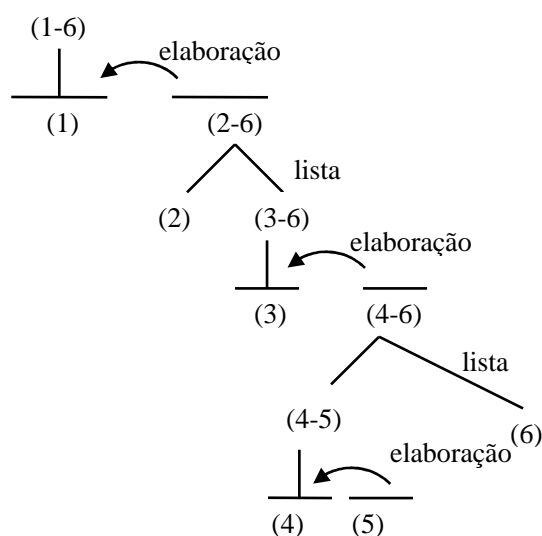 (1-6)
elaboração
(1)
(2-6)
lista
(2)
(3-6)
elaboração
(3)
(4-6)
lista
(4-5)
(6)
elaboração
(4)
(5)